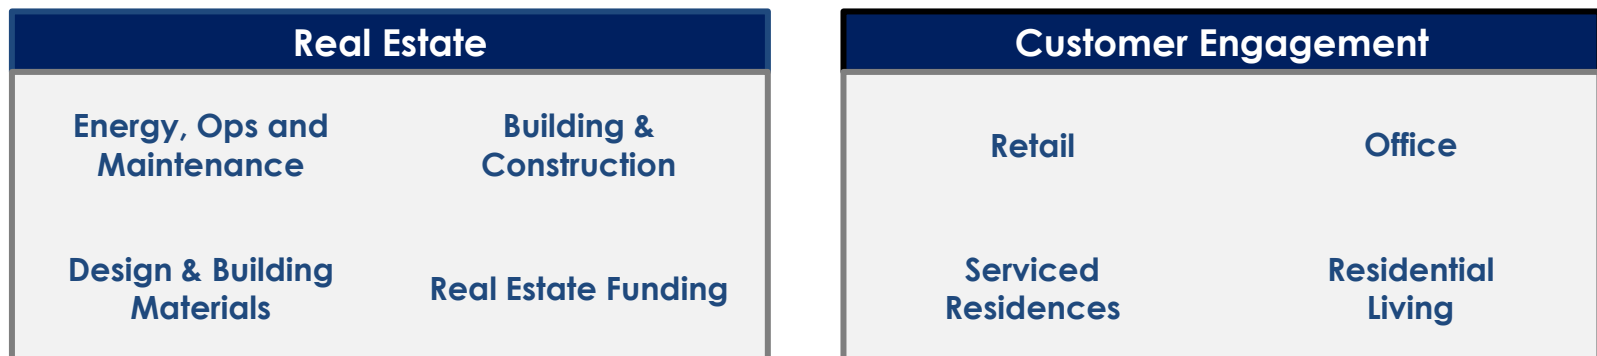 Real Estate
Energy, Ops and
Maintenance
Building &
Construction
Design & Building
Materials
Real Estate Funding
Customer Engagement
Retail
Office
Serviced
Residences
Residential
Living